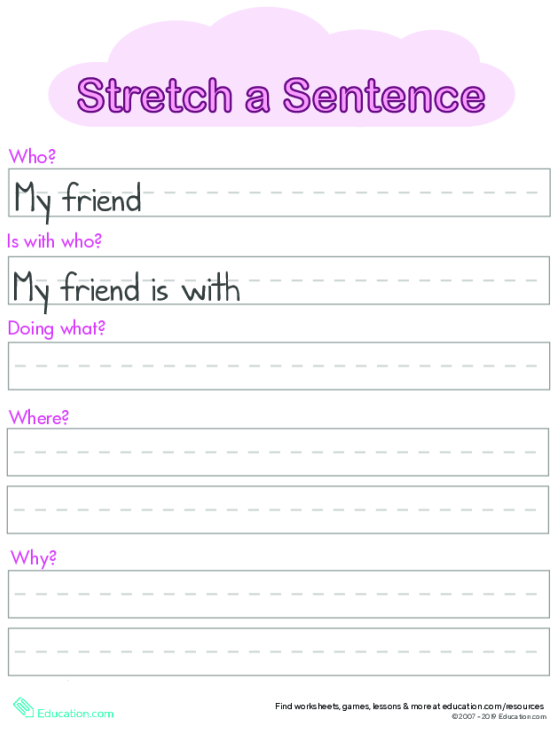 Stretch a Sentence
Who?
My friend
Is with who?
My friend is with
Doing what?
Where?
Why?
Education.com
Find worksheets, games, lessons & more at education.com/resources
© 2007 - 2019 Education.com